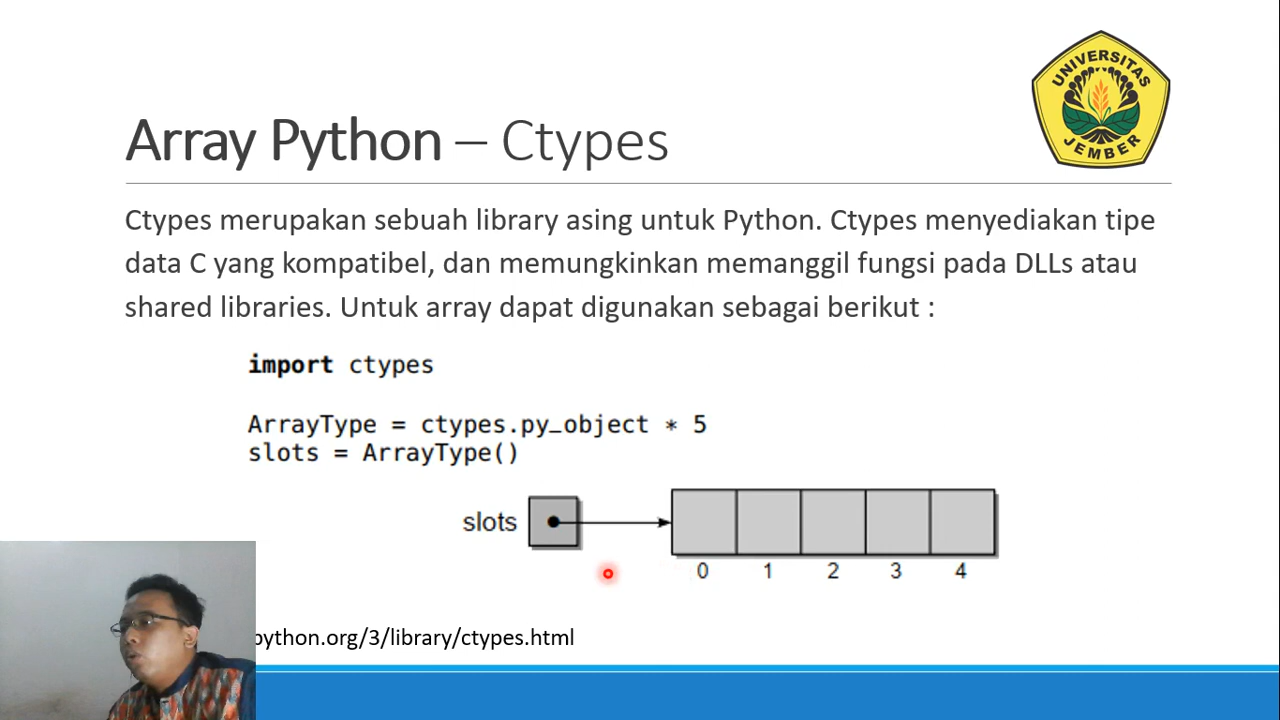 UNIVERSITAS
JEMBER
Array Python – Ctypes
Ctypes merupakan sebuah library asing untuk Python. Ctypes menyediakan tipe
data C yang kompatibel, dan memungkinkan memanggil fungsi pada DLLs atau
shared libraries. Untuk array dapat digunakan sebagai berikut :
import ctypes
ArrayType = ctypes.py_object * 5
slots = ArrayType()
slots
0 1 2 3 4
python.org/3/library/ctypes.html